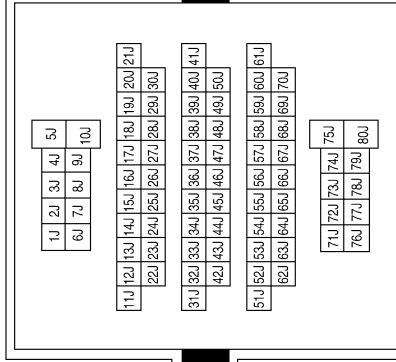 1J 2J 3J 4J 5J
6J 7J 8J 9J 10J
11J 12J 13J 14J 15J 16J 17J 18J 19J 20J 21J
22J 23J 24J 25J 26J 27J 28J 29J 30J
31J 32J 33J 34J 35J 36J 37J 38J 39J 40J 41J
42J 43J 44J 45J 46J 47J 48J 49J 50J
51J 52J 53J 54J 55J 56J 57J 58J 59J 60J 61J
62J 63J 64J 65J 66J 67J 68J 69J 70J
71J 72J 73J 74J 75J
76J 77J 78J 79J 80J